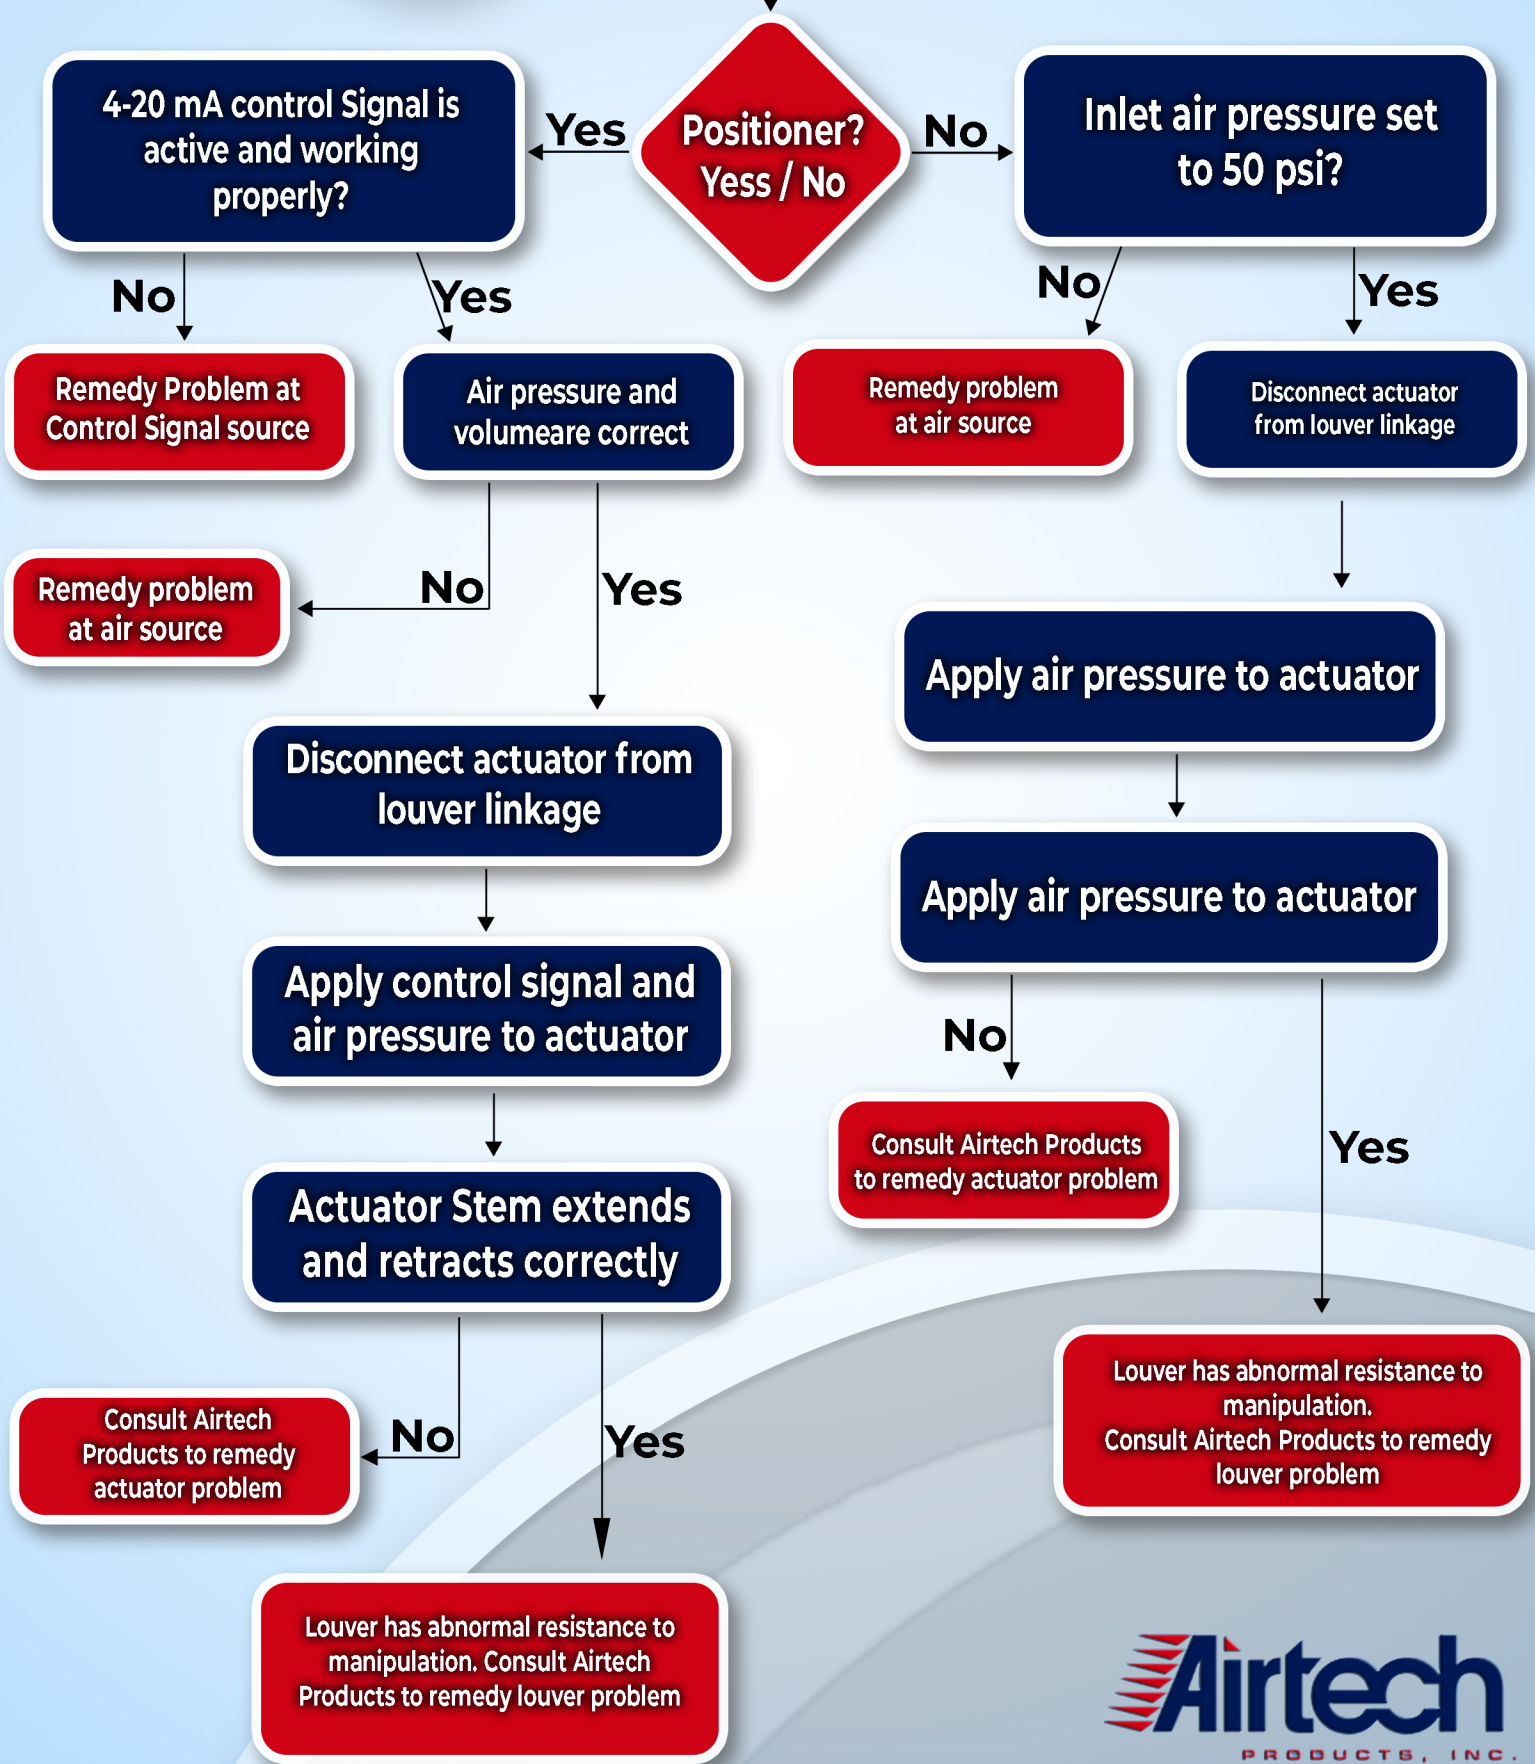 Positioner?
Yess / No
Yes
No
4-20 mA control Signal is
active and working
properly?
No
Yes
Remedy Problem at
Control Signal source
Air pressure and
volumeare correct
No
Yes
Remedy problem
at air source
Disconnect actuator from
louver linkage
Apply control signal and
air pressure to actuator
Actuator Stem extends
and retracts correctly
No
Yes
Consult Airtech
Products to remedy
actuator problem
Louver has abnormal resistance to
manipulation. Consult Airtech
Products to remedy louver problem
Inlet air pressure set
to 50 psi?
No
Yes
Remedy problem
at air source
Disconnect actuator
from louver linkage
Apply air pressure to actuator
Apply air pressure to actuator
No
Yes
Consult Airtech Products
to remedy actuator problem
Louver has abnormal resistance to
manipulation.
Consult Airtech Products to remedy
louver problem
Airtech
PRODUCTS, INC.